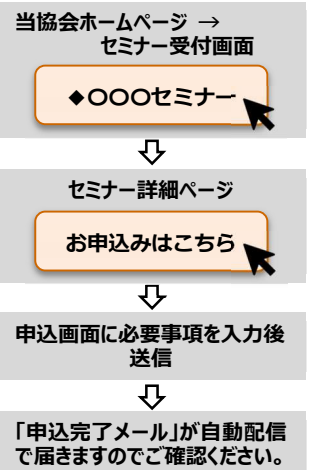 当協会ホームページ →
セミナー受付画面
◆〇〇〇セミナー
セミナー詳細ページ
お申込みはこちら
申込画面に必要事項を入力後
送信
「申込完了メール」が自動配信
で届きますのでご確認ください。